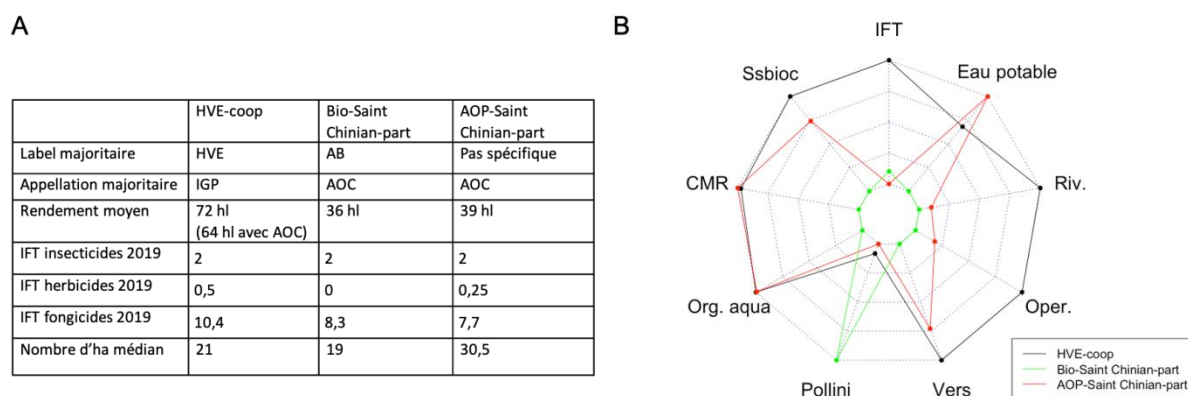 A
HVE-coop Bio-Saint Chinian-part AOP-Saint Chinian-part
Label majoritaire HVE AB Pas spécifique
Appellation majoritaire IGP AOC AOC
Rendement moyen 72 hl (64 hl avec AOC) 36 hl 39 hl
IFT insecticides 2019 2 2 2
IFT herbicides 2019 0,5 0 0,25
IFT fongicides 2019 10,4 8,3 7,7
Nombre d’ha médian 21 19 30,5
B
IFT
Ssbioc
Eau potable
CMR
Riv.
Org. aqua
Oper.
Pollini
Vers
HVE-coop
Bio-Saint Chinian-part
AOP-Saint Chinian-part